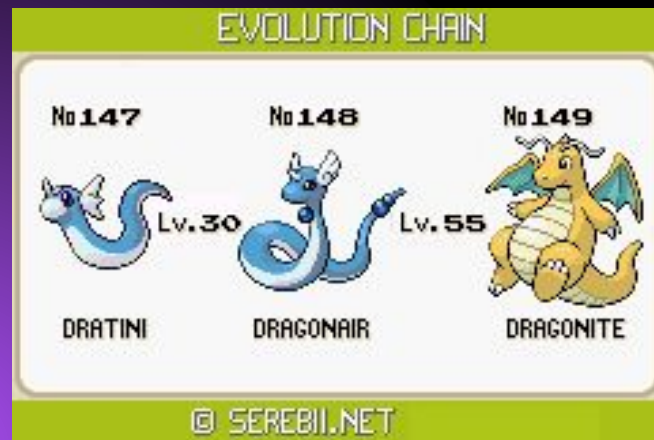 EVOLUTION CHAIN
No147 No148 No149
Lv.30 Lv.55
DRATINI DRAGONAIR DRAGONITE
© SEREBII.NET